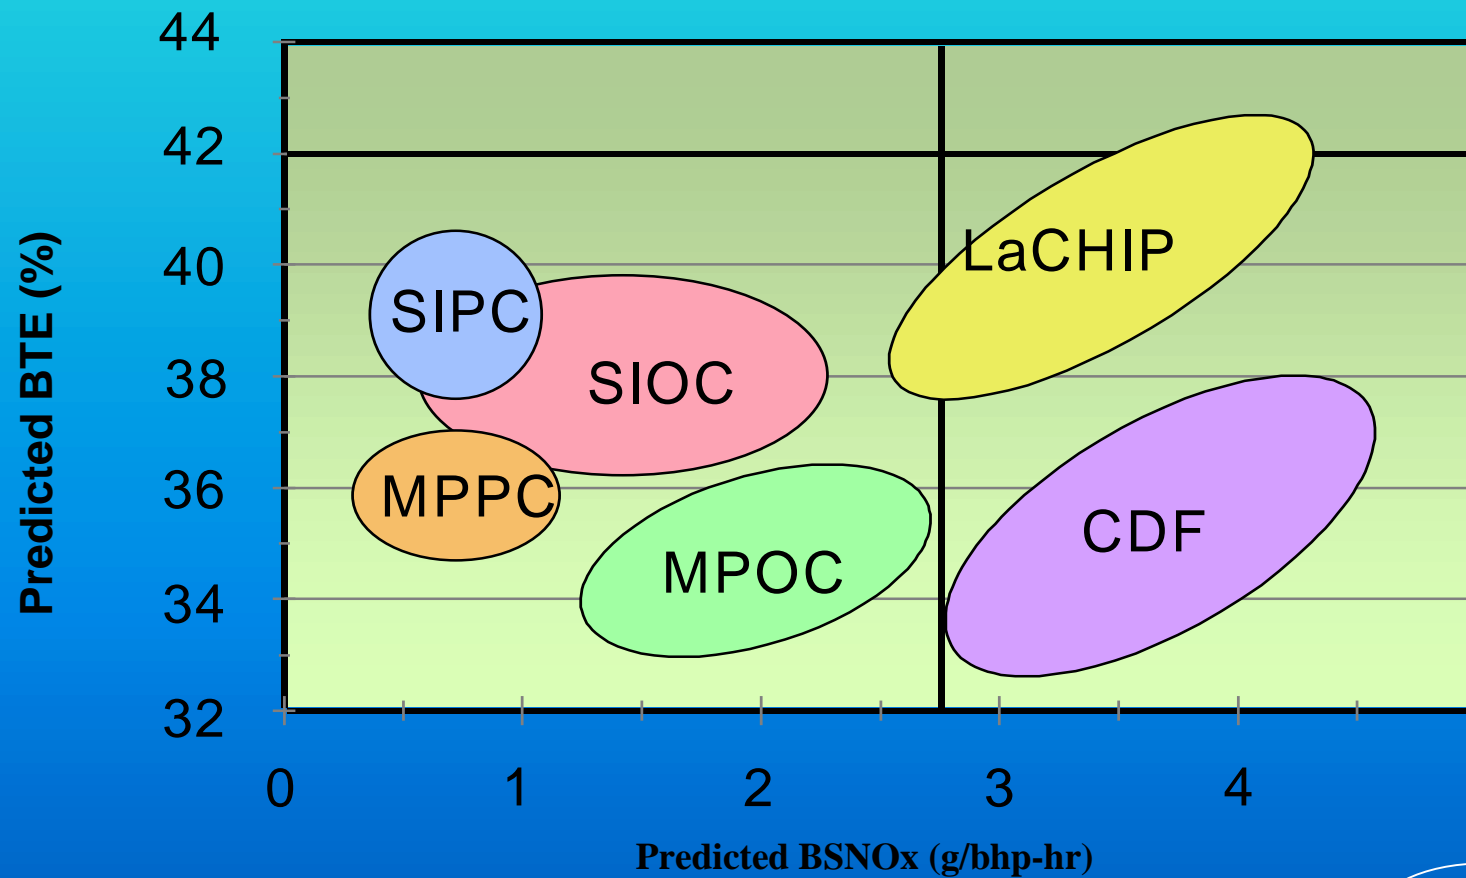 44
42
40
38
36
34
32
Predicted BTE (%)
SIPC
SIOC
LaCHIP
MPPC
MPOC
CDF
0 1 2 3 4
Predicted BSNOx (g/bhp-hr)